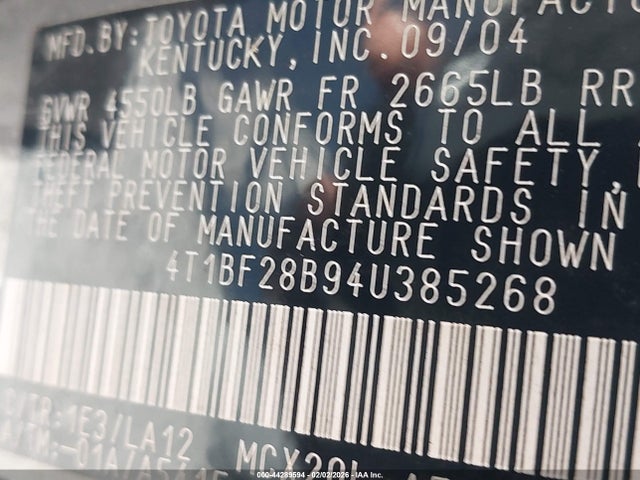 MFD.BY:TOYOTA MOTOR MANUFACTU
KENTUCKY, INC. 09/04
GVWR 4550LB GAWR FR 2665LB RR
THIS VEHICLE CONFORMS TO ALL
FEDERAL MOTOR VEHICLE SAFETY,
THEFT PREVENTION STANDARDS IN
THE DATE OF MANUFACTURE SHOWN
4T1BF28B94U385268
C/TR:1E3/LA12
MCX20L
000-44289594 - 02/02/2026 - IAA Inc.